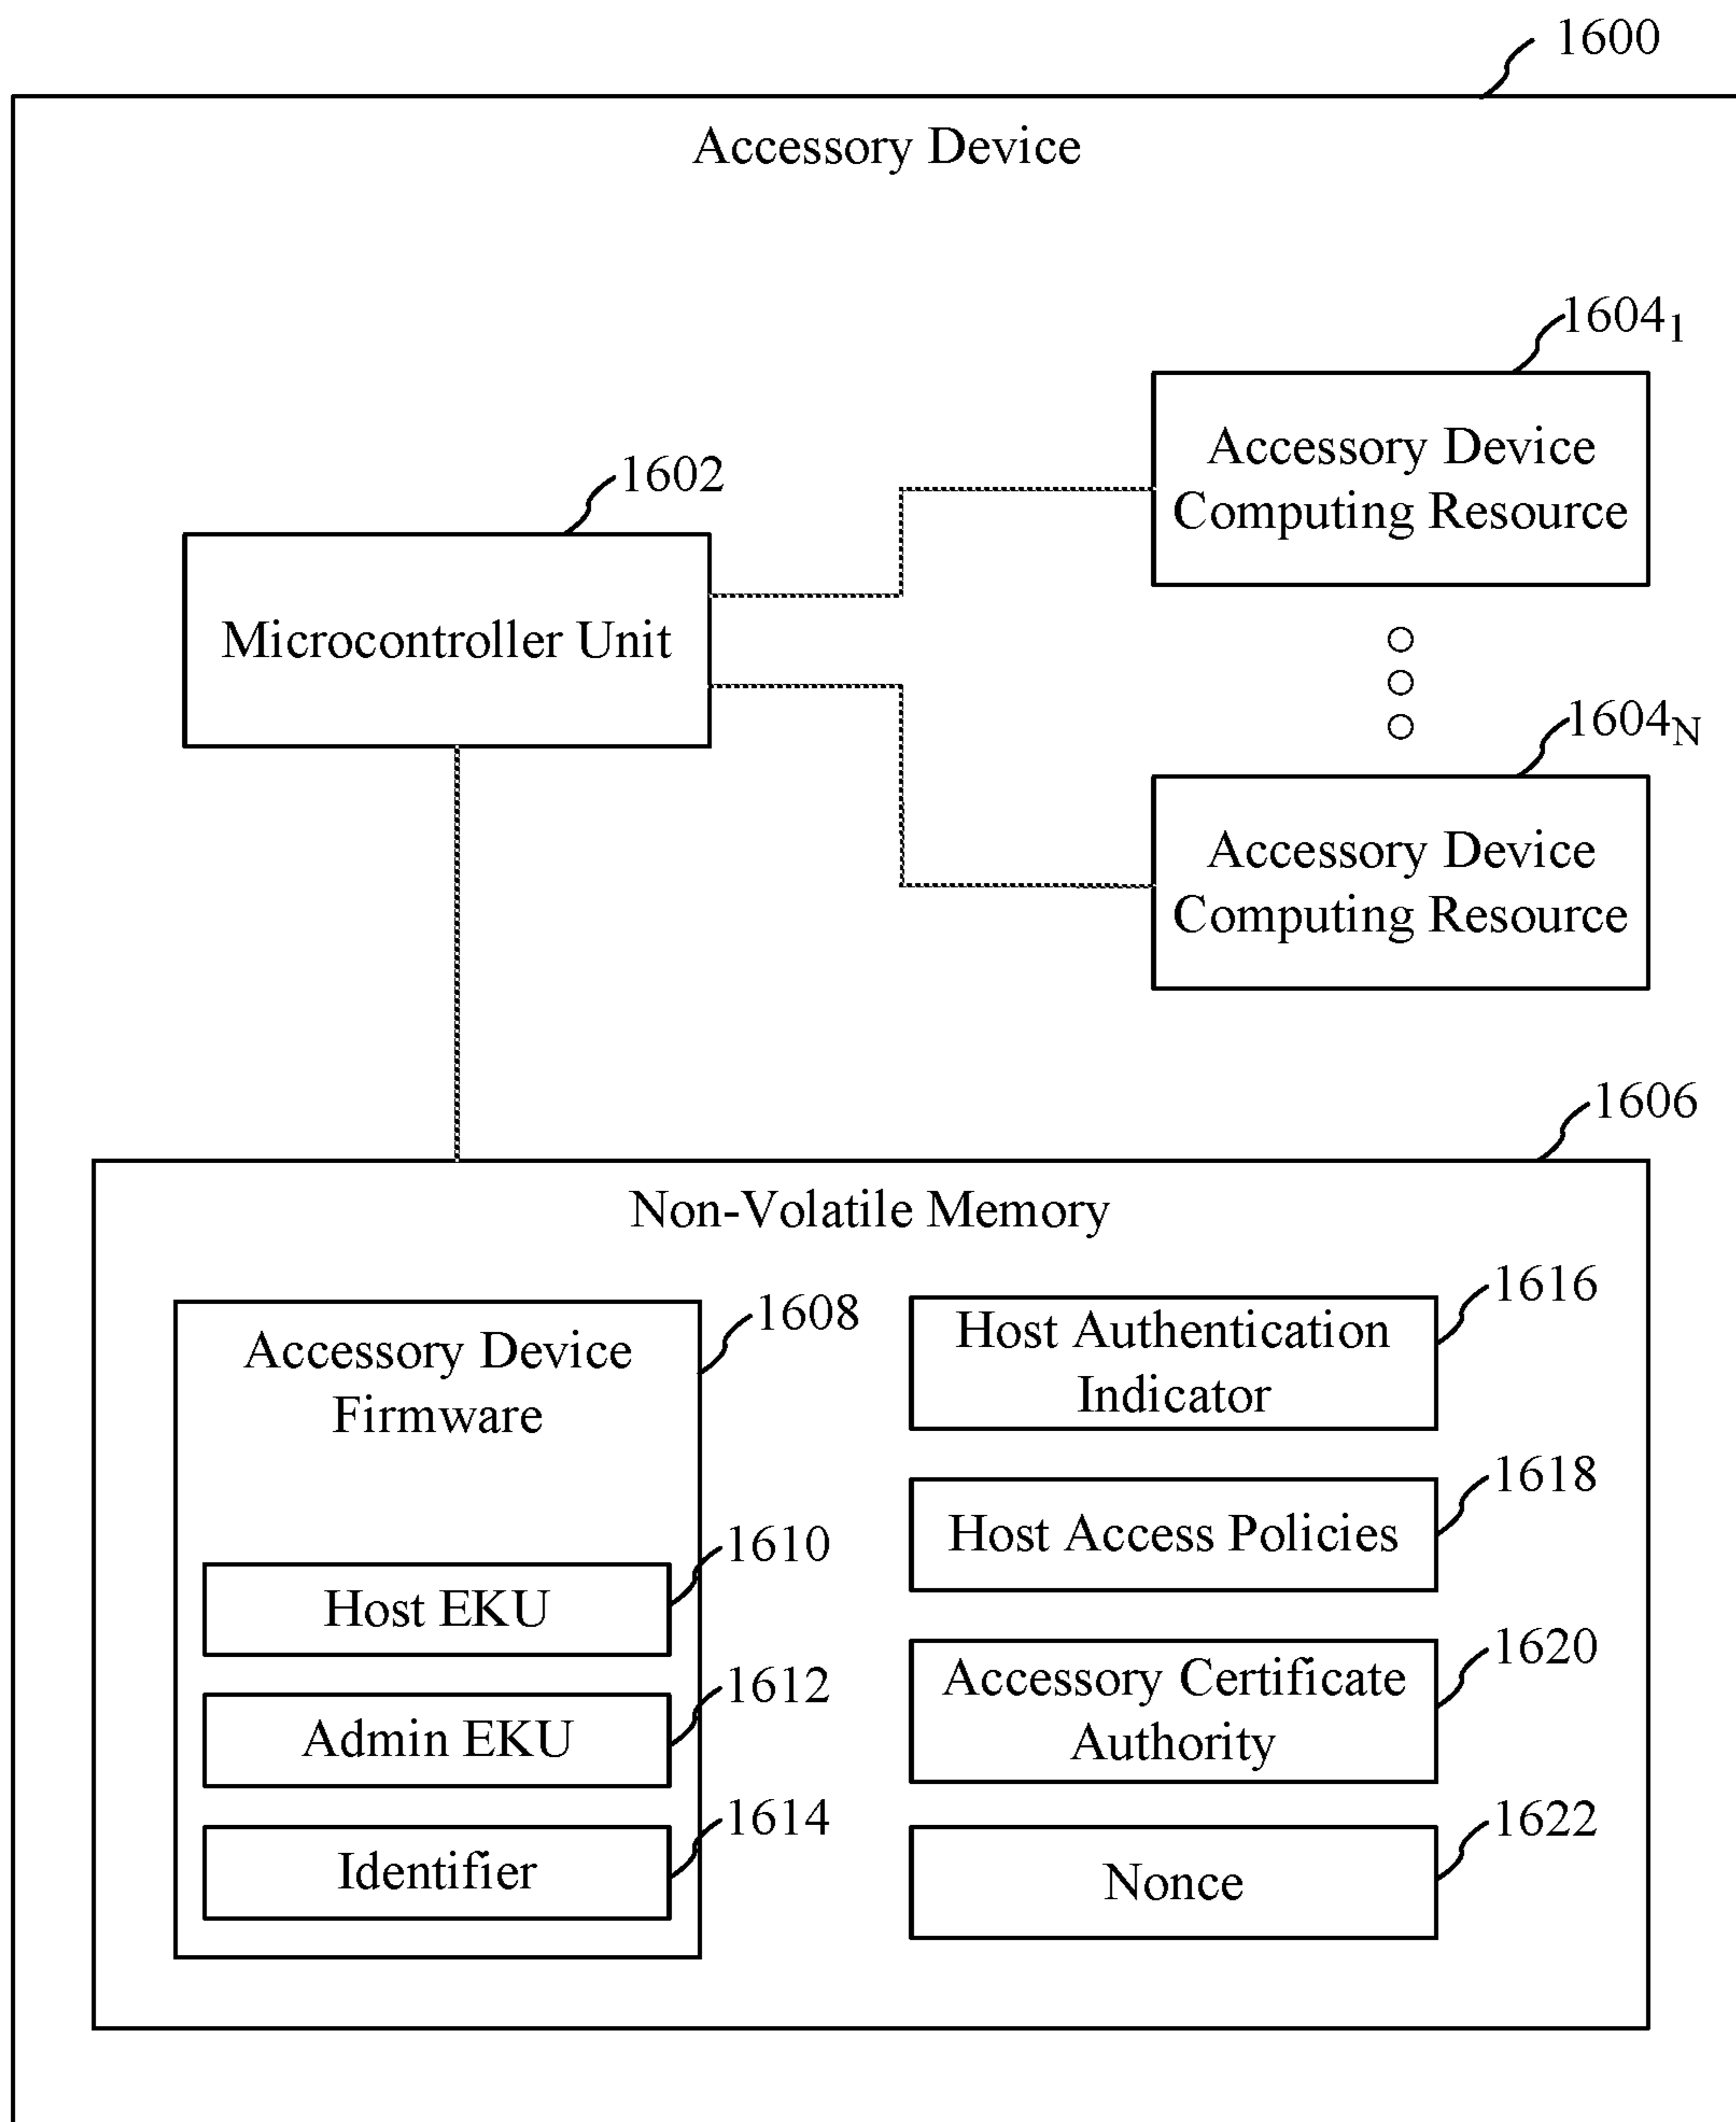 1600
Accessory Device
1604₁
Accessory Device
Computing Resource
1602
Microcontroller Unit
1604N
Accessory Device
Computing Resource
1606
Non-Volatile Memory
1608
Accessory Device
Firmware
1610
Host EKU
1612
Admin EKU
1614
Identifier
1616
Host Authentication
Indicator
1618
Host Access Policies
1620
Accessory Certificate
Authority
1622
Nonce